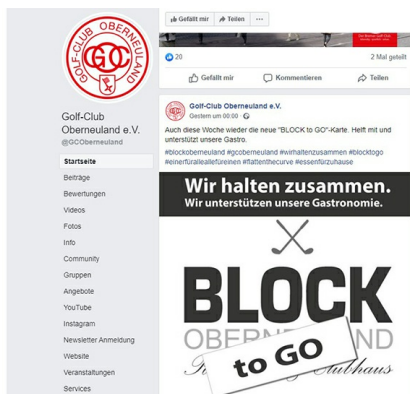 GOLF-CLUB OBERNEULAND
GOC
Golf-Club
Oberneuland e.V.
@GCOberneuland
Startseite
Beiträge
Bewertungen
Videos
Fotos
Info
Community
Gruppen
Angebote
YouTube
Instagram
Newsletter Anmeldung
Website
Veranstaltungen
Services
Gefällt mir
Teilen
20
2 Mal geteilt
Gefällt mir
Kommentieren
Teilen
Golf-Club Oberneuland e.V.
Gestern um 00:00
Auch diese Woche wieder die neue "BLOCK to GO"-Karte. Helft mit und
unterstützt unsere Gastro.
#blockoberneuland #gcoberneuland #wirhaltenzusammen #blocktogo
#einerfüralleallefüreinen #flattenthecurve #essenfürzuhause
Wir halten zusammen.
Wir unterstützen unsere Gastronomie.
BLOCK
to GO